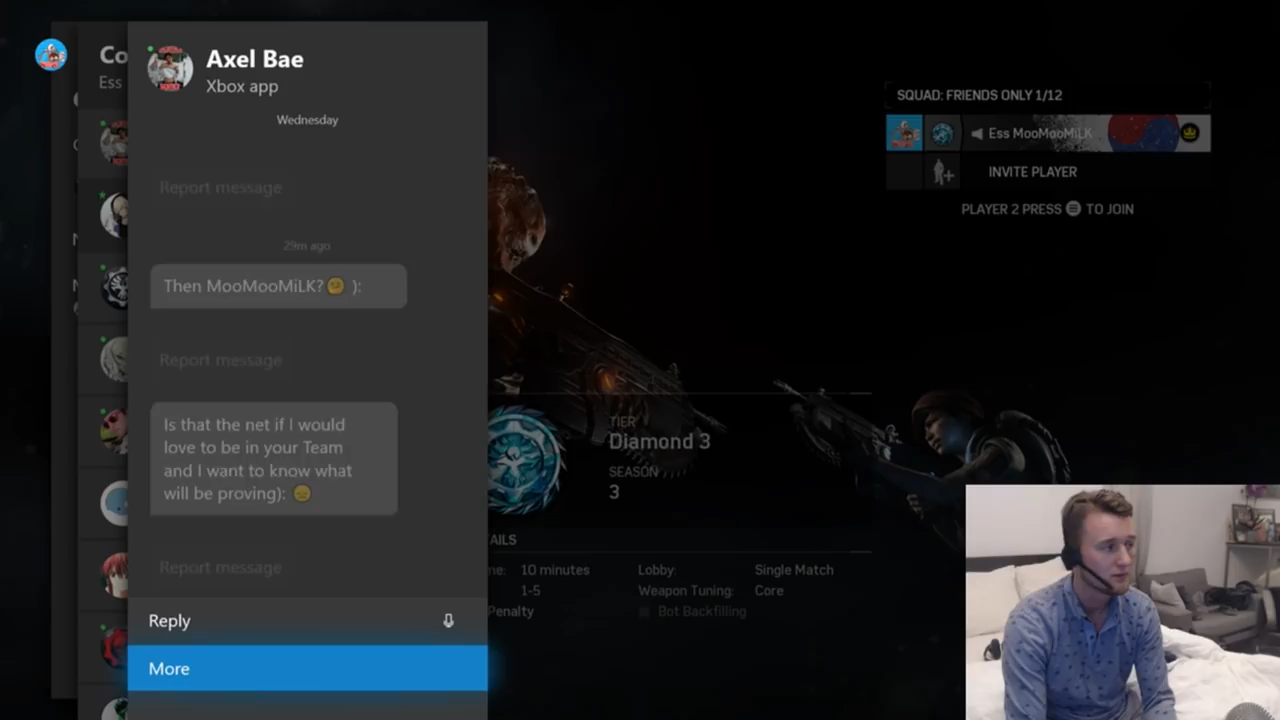 Co
Ess
Axel Bae
Xbox app
Wednesday
Report message
29m ago
Then MooMooMiLK? ):
Report message
Is that the net if I would
love to be in your Team
and I want to know what
will be proving):
Report message
Reply
More
SQUAD: FRIENDS ONLY 1/12
Ess MooMooMiLK
INVITE PLAYER
PLAYER 2 PRESS TO JOIN
TIER
Diamond 3
SEASON
3
AILS
me: 10 minutes Lobby: Single Match
1-5 Weapon Tuning: Core
Penalty Bot Backfilling